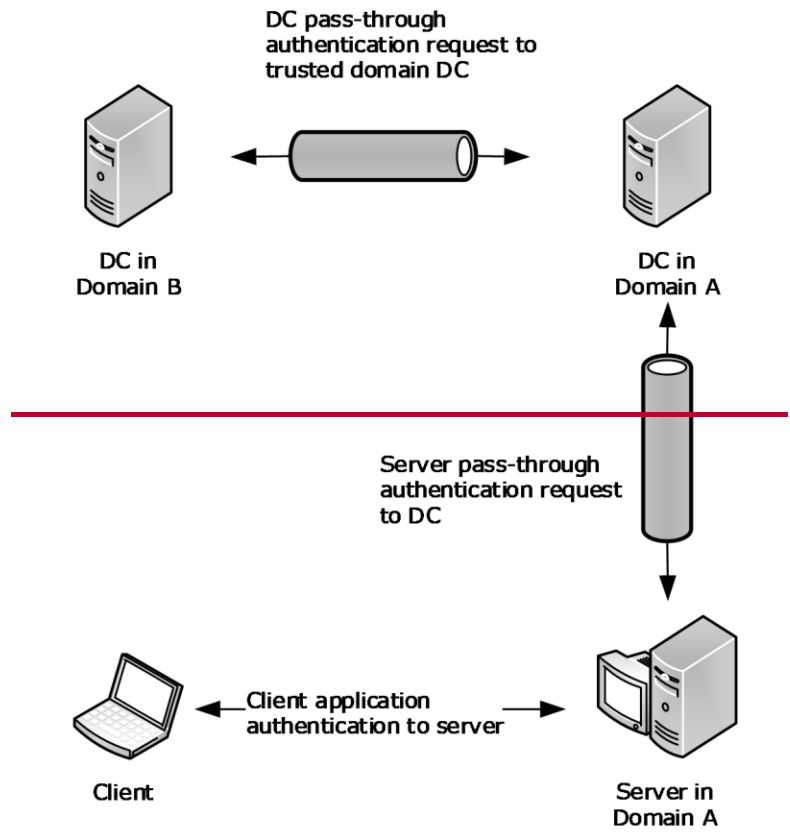 DC pass-through
authentication request to
trusted domain DC
DC in
Domain B
DC in
Domain A
Server pass-through
authentication request
to DC
Client application
authentication to server
Client
Server in
Domain A